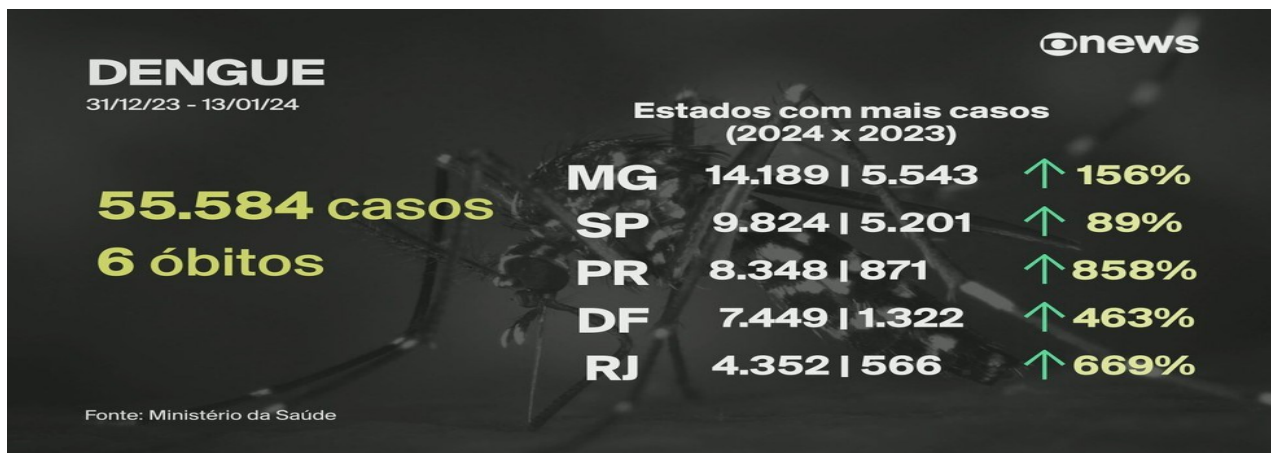 news
DENGUE
31/12/23 - 13/01/24
55.584 casos
6 óbitos
Estados com mais casos
(2024 x 2023)
MG 14.189 | 5.543 ↑ 156%
SP 9.824 | 5.201 ↑ 89%
PR 8.348 | 871 ↑ 858%
DF 7.449 | 1.322 ↑ 463%
RJ 4.352 | 566 ↑ 669%
Fonte: Ministério da Saúde